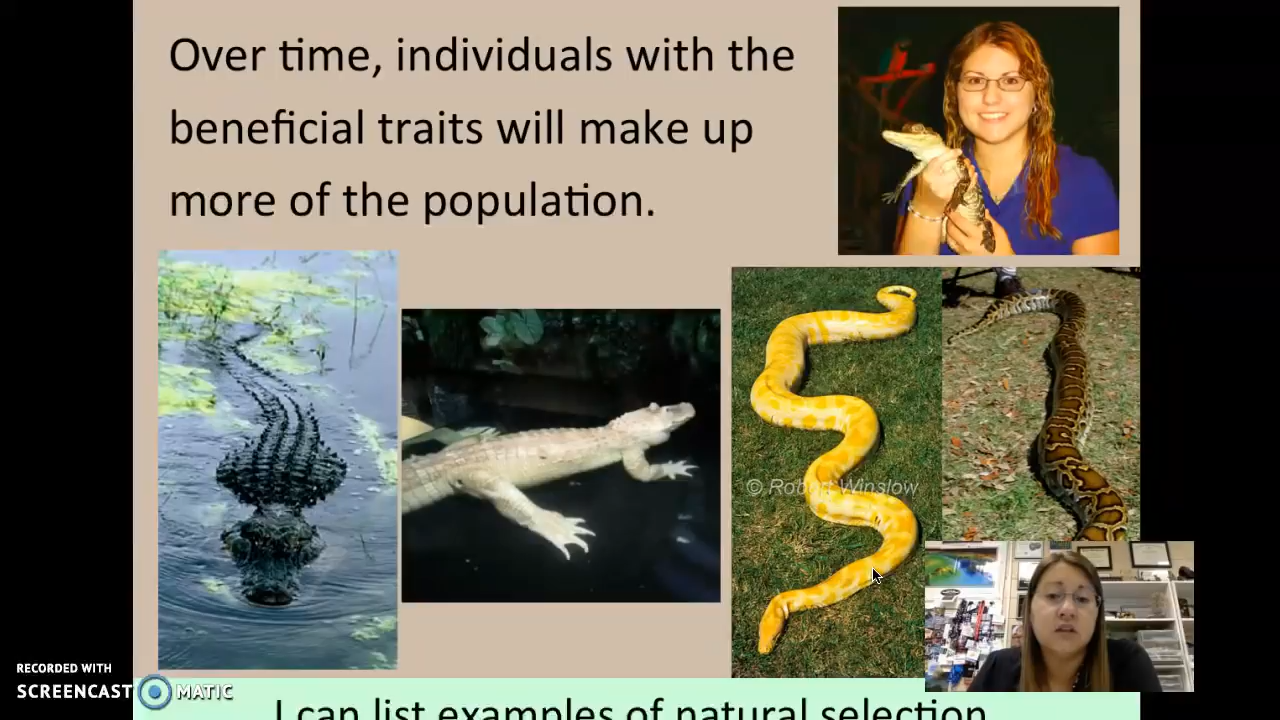 Over time, individuals with the
beneficial traits will make up
more of the population.
© Robert Winslow
RECORDED WITH
SCREENCAST MATIC
I can list examples of natural selection